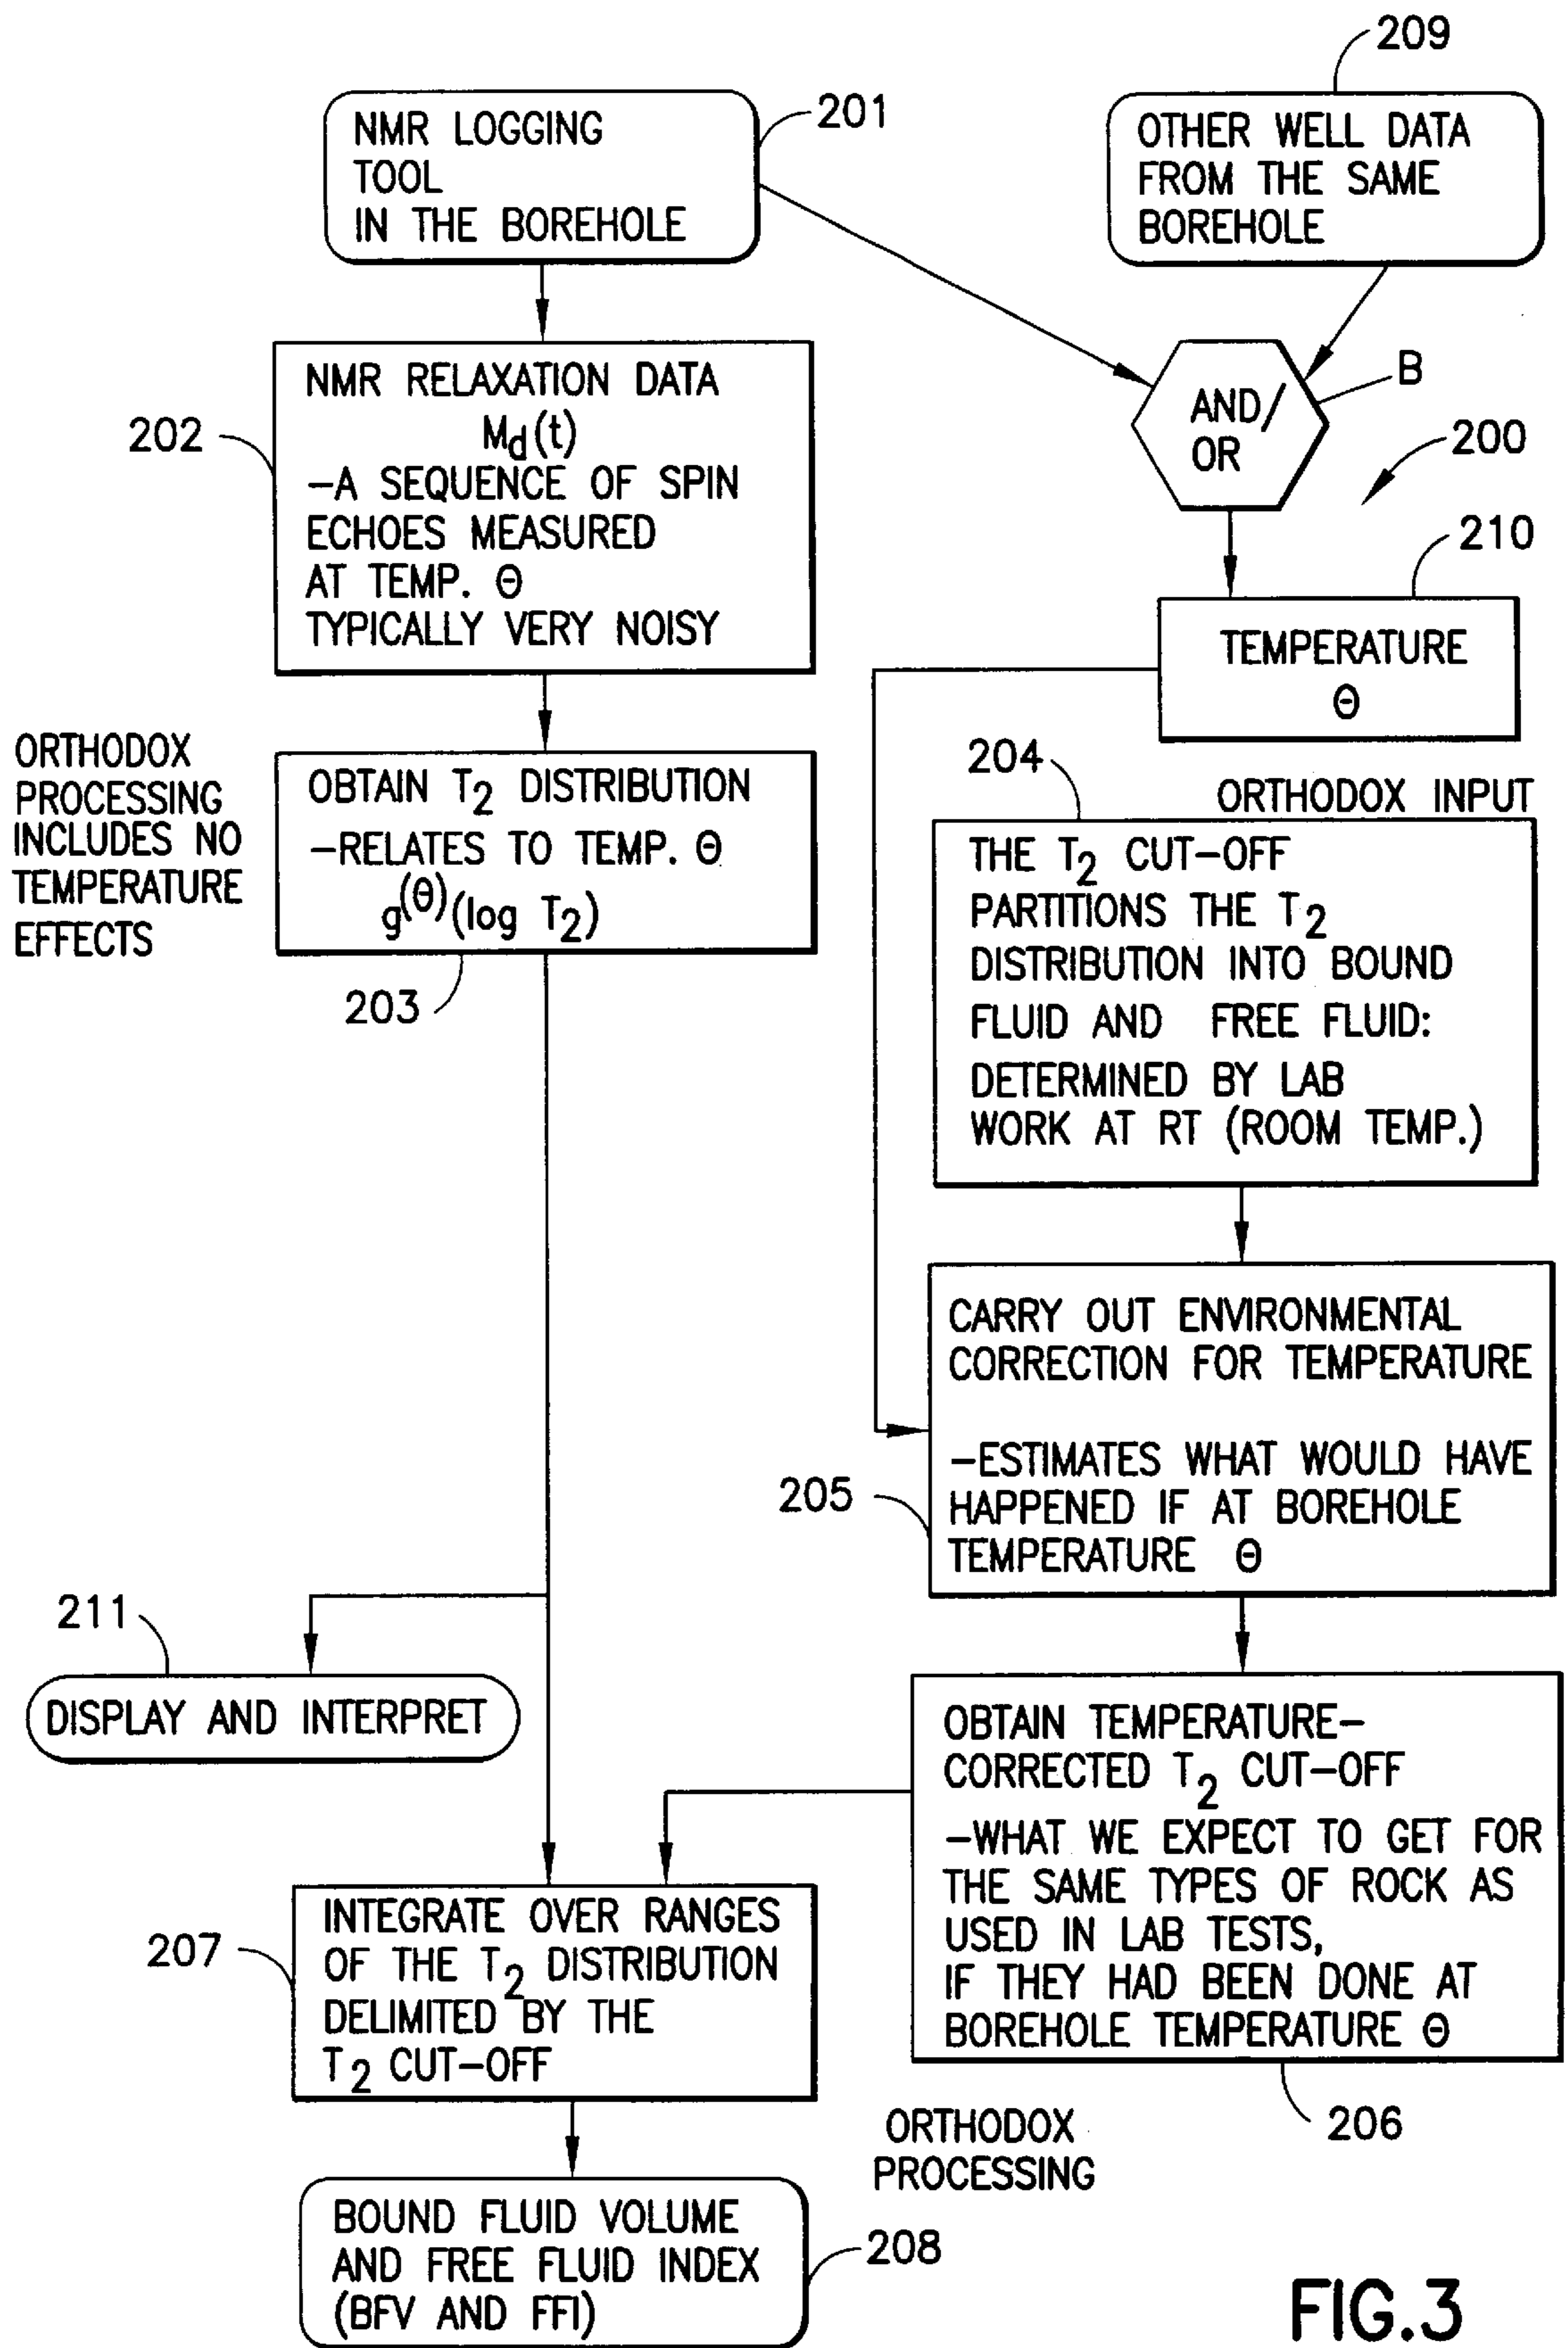 209
201
NMR LOGGING
TOOL
IN THE BOREHOLE
OTHER WELL DATA
FROM THE SAME
BOREHOLE
B
AND/
OR
200
202
NMR RELAXATION DATA
Md(t)
-A SEQUENCE OF SPIN
ECHOES MEASURED
AT TEMP. Θ
TYPICALLY VERY NOISY
210
TEMPERATURE
Θ
ORTHODOX
PROCESSING
INCLUDES NO
TEMPERATURE
EFFECTS
OBTAIN T2 DISTRIBUTION
-RELATES TO TEMP. Θ
g(Θ)(log T2)
203
204
ORTHODOX INPUT
THE T2 CUT-OFF
PARTITIONS THE T2
DISTRIBUTION INTO BOUND
FLUID AND FREE FLUID:
DETERMINED BY LAB
WORK AT RT (ROOM TEMP.)
CARRY OUT ENVIRONMENTAL
CORRECTION FOR TEMPERATURE
-ESTIMATES WHAT WOULD HAVE
HAPPENED IF AT BOREHOLE
TEMPERATURE Θ
205
211
DISPLAY AND INTERPRET
OBTAIN TEMPERATURE-
CORRECTED T2 CUT-OFF
-WHAT WE EXPECT TO GET FOR
THE SAME TYPES OF ROCK AS
USED IN LAB TESTS,
IF THEY HAD BEEN DONE AT
BOREHOLE TEMPERATURE Θ
206
207
INTEGRATE OVER RANGES
OF THE T2 DISTRIBUTION
DELIMITED BY THE
T2 CUT-OFF
ORTHODOX
PROCESSING
BOUND FLUID VOLUME
AND FREE FLUID INDEX
(BFV AND FFI)
208
FIG.3